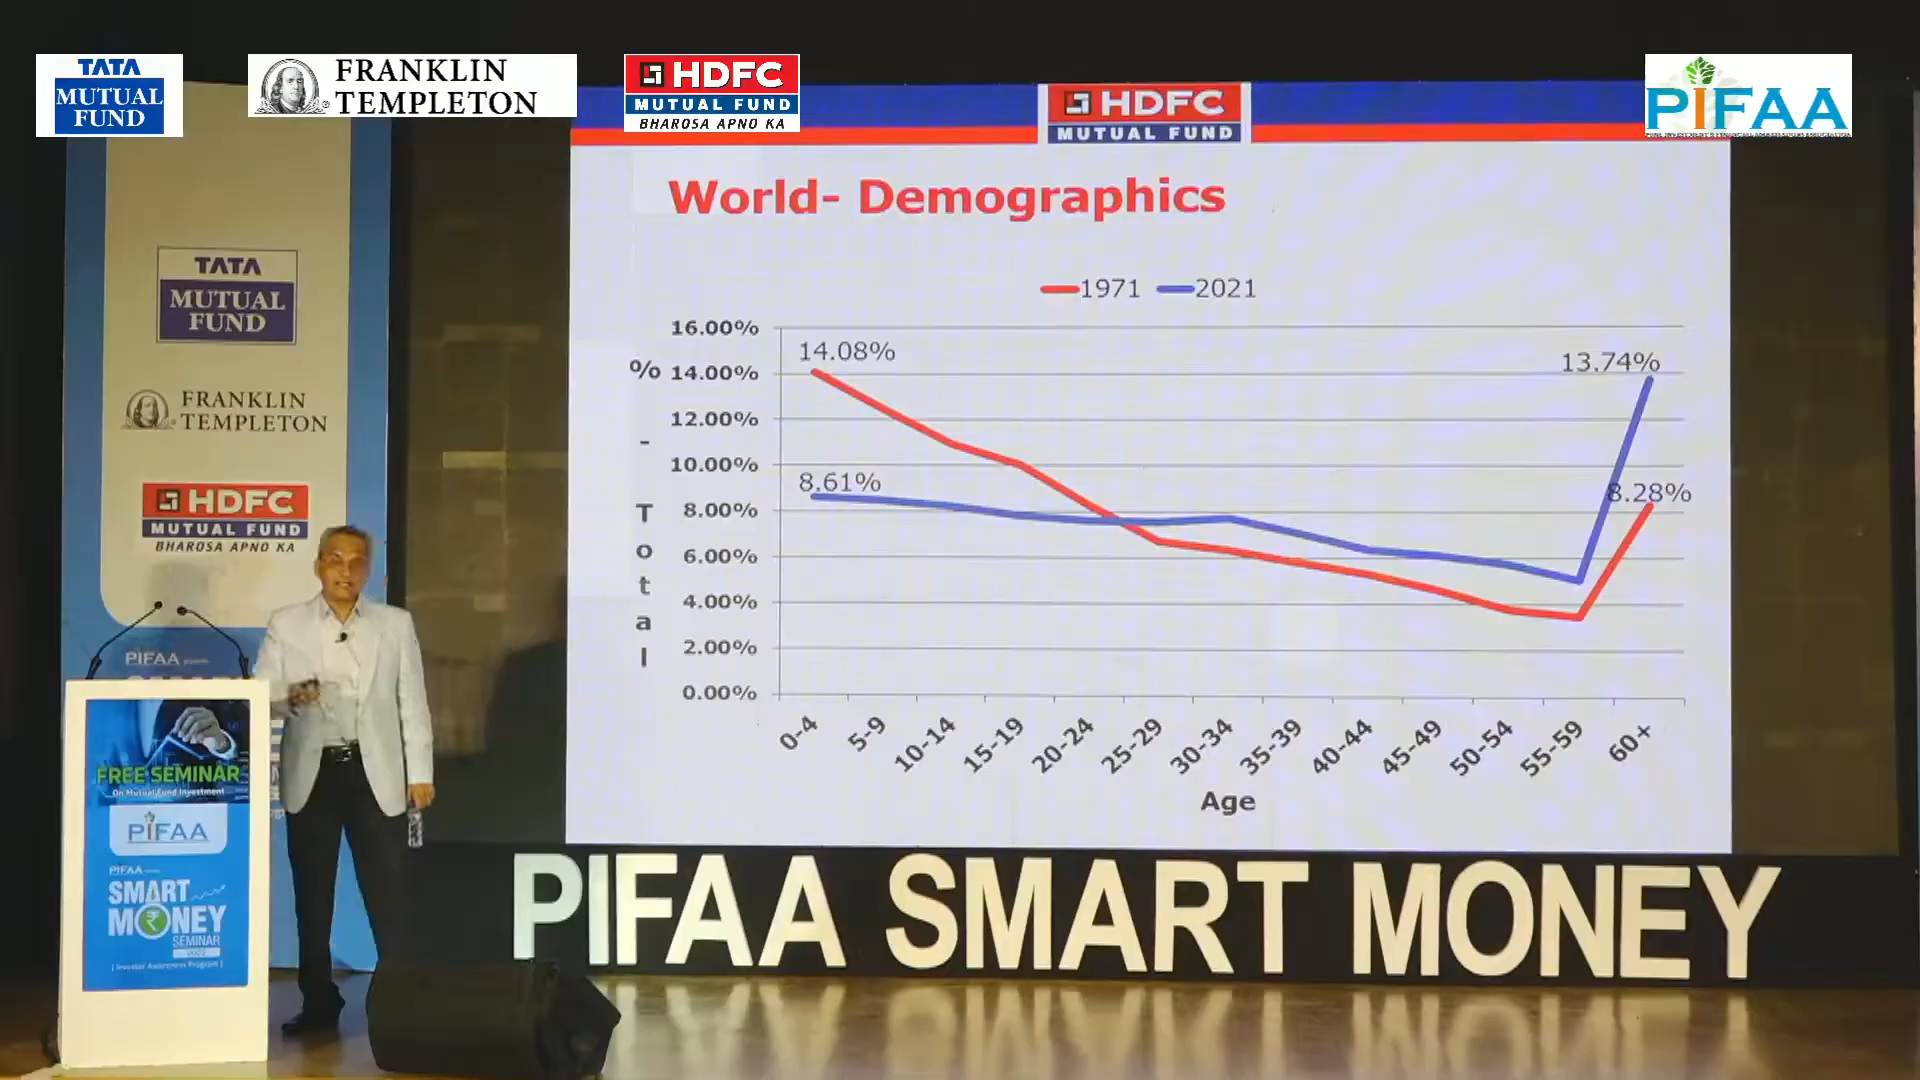 TATA
MUTUAL
FUND
FRANKLIN
TEMPLETON
HDFC
MUTUAL FUND
BHAROSA APNO KA
HDFC
MUTUAL FUND
PIFAA
World- Demographics
1971 2021
% - Total
16.00%
14.00%
12.00%
10.00%
8.00%
6.00%
4.00%
2.00%
0.00%
14.08%
8.61%
13.74%
8.28%
0-4 5-9 10-14 15-19 20-24 25-29 30-34 35-39 40-44 45-49 50-54 55-59 60+
Age
TATA
MUTUAL
FUND
FRANKLIN
TEMPLETON
HDFC
MUTUAL FUND
BHAROSA APNO KA
PIFAA
FREE SEMINAR
On Mutual Fund Investment
PIFAA
PIFAA
SMART
MONEY
SEMINAR
( Investor Awareness Program )
PIFAA SMART MONEY